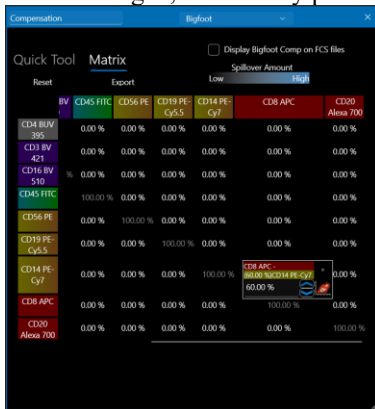 Compensation Bigfoot ×
Display Bigfoot Comp on FCS files
Quick Tool Matrix
Spillover Amount
Reset Export Low High
BV CD45 FITC CD56 PE CD19 PE- CD14 PE- CD8 APC CD20
Cy5.5 Cy7 Alexa 700
CD4 BUV 0.00 % 0.00 % 0.00 % 0.00 % 0.00 % 0.00 %
395
CD3 BV 0.00 % 0.00 % 0.00 % 0.00 % 0.00 % 0.00 %
421
CD16 BV % 0.00 % 0.00 % 0.00 % 0.00 % 0.00 % 0.00 %
510
CD45 FITC 100.00 % 0.00 % 0.00 % 0.00 % 0.00 % 0.00 %
CD56 PE 0.00 % 100.00 % 0.00 % 0.00 % 0.00 % 0.00 %
CD19 PE- 0.00 % 0.00 % 100.00 % 0.00 % 0.00 % 0.00 %
Cy5.5
CD14 PE- 0.00 % 0.00 % 0.00 % 100.00 % CD8 APC - 0.00 %
Cy7 (60.00 %)CD14 PE-Cy7
60.00 %
CD8 APC 0.00 % 0.00 % 0.00 % 0.00 % 100.00 % 0.00 %
CD20 0.00 % 0.00 % 0.00 % 0.00 % 0.00 % 100.00 %
Alexa 700